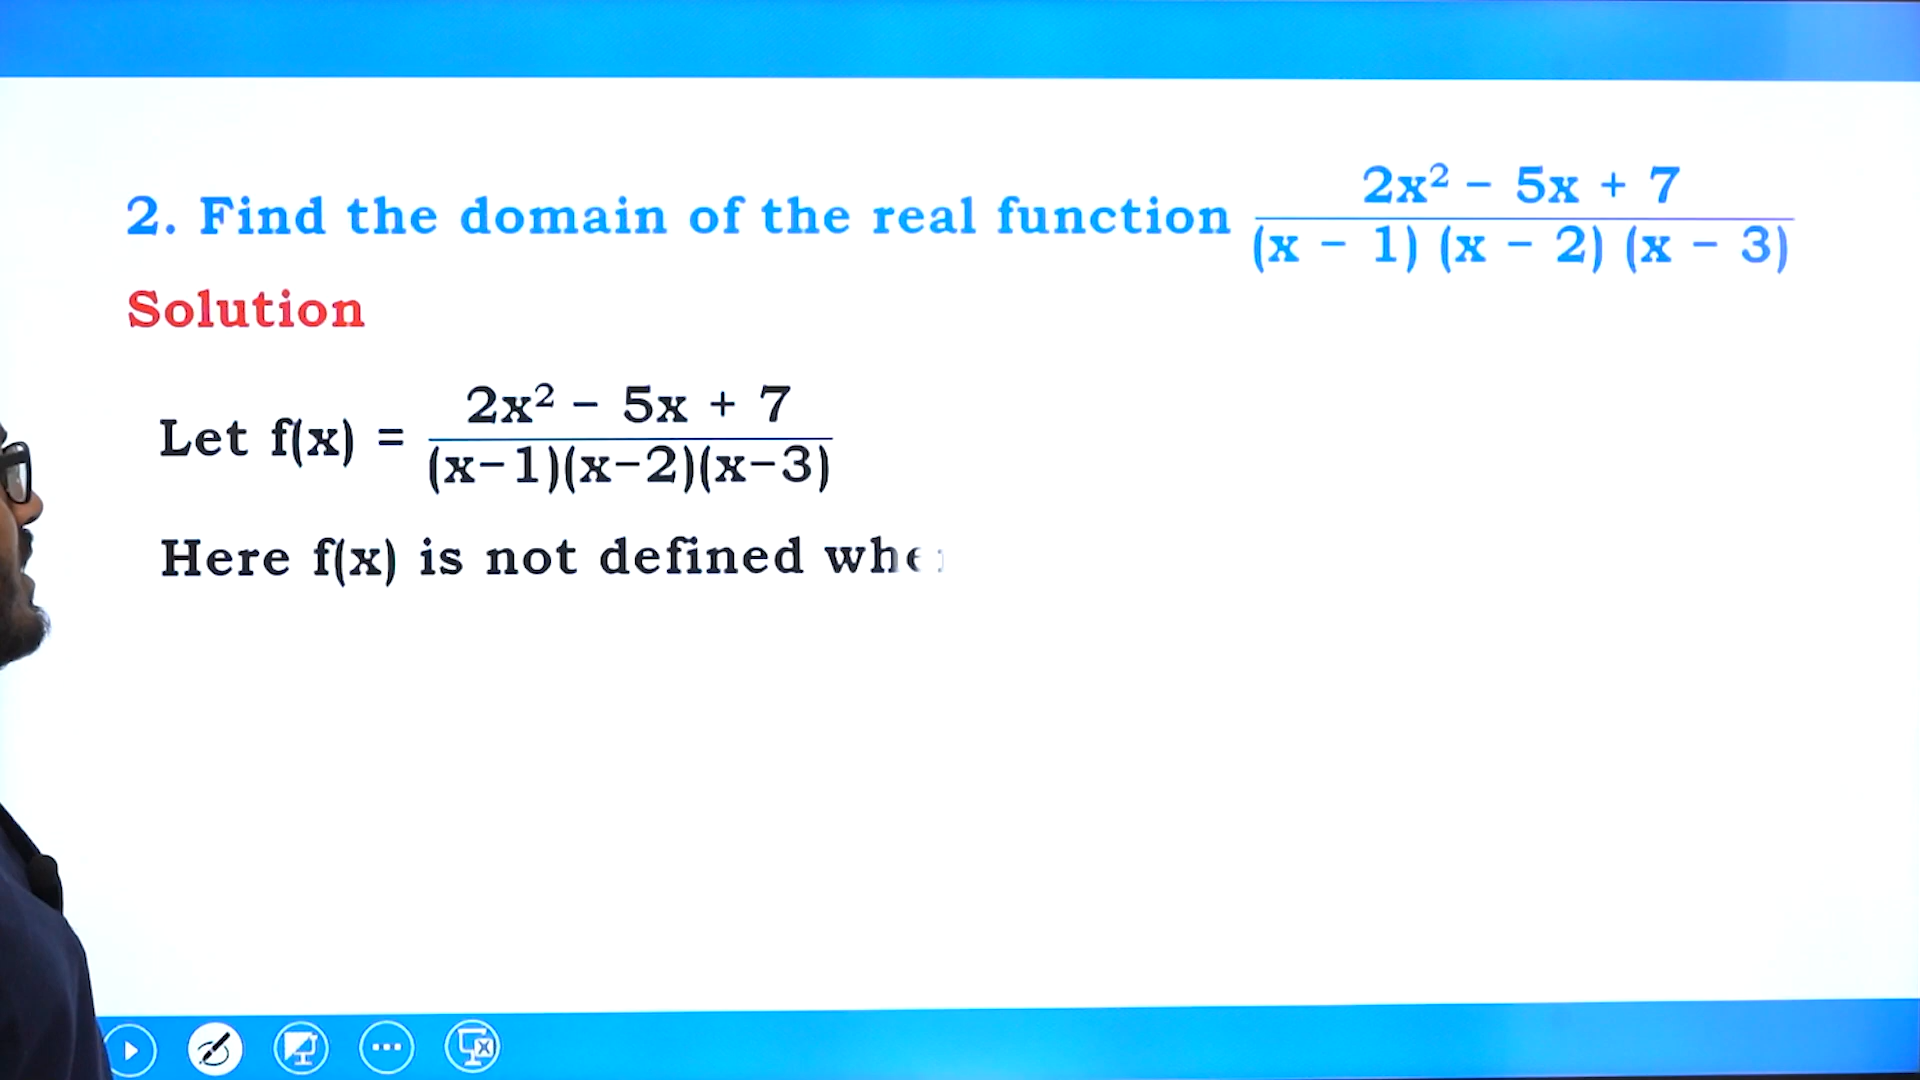 2. Find the domain of the real function 2x² – 5x + 7 / (x – 1) (x – 2) (x – 3)
Solution
Let f(x) = 2x² – 5x + 7 / (x–1)(x–2)(x–3)
Here f(x) is not defined